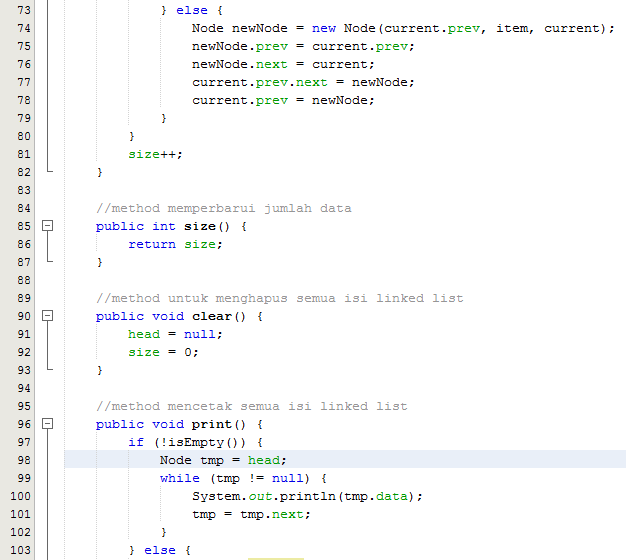 73 } else {
74 Node newNode = new Node(current.prev, item, current);
75 newNode.prev = current.prev;
76 newNode.next = current;
77 current.prev.next = newNode;
78 current.prev = newNode;
79 }
80 }
81 size++;
82 }
83
84 //method memperbarui jumlah data
85 public int size() {
86 return size;
87 }
88
89 //method untuk menghapus semua isi linked list
90 public void clear() {
91 head = null;
92 size = 0;
93 }
94
95 //method mencetak semua isi linked list
96 public void print() {
97 if (!isEmpty()) {
98 Node tmp = head;
99 while (tmp != null) {
100 System.out.println(tmp.data);
101 tmp = tmp.next;
102 }
103 } else {